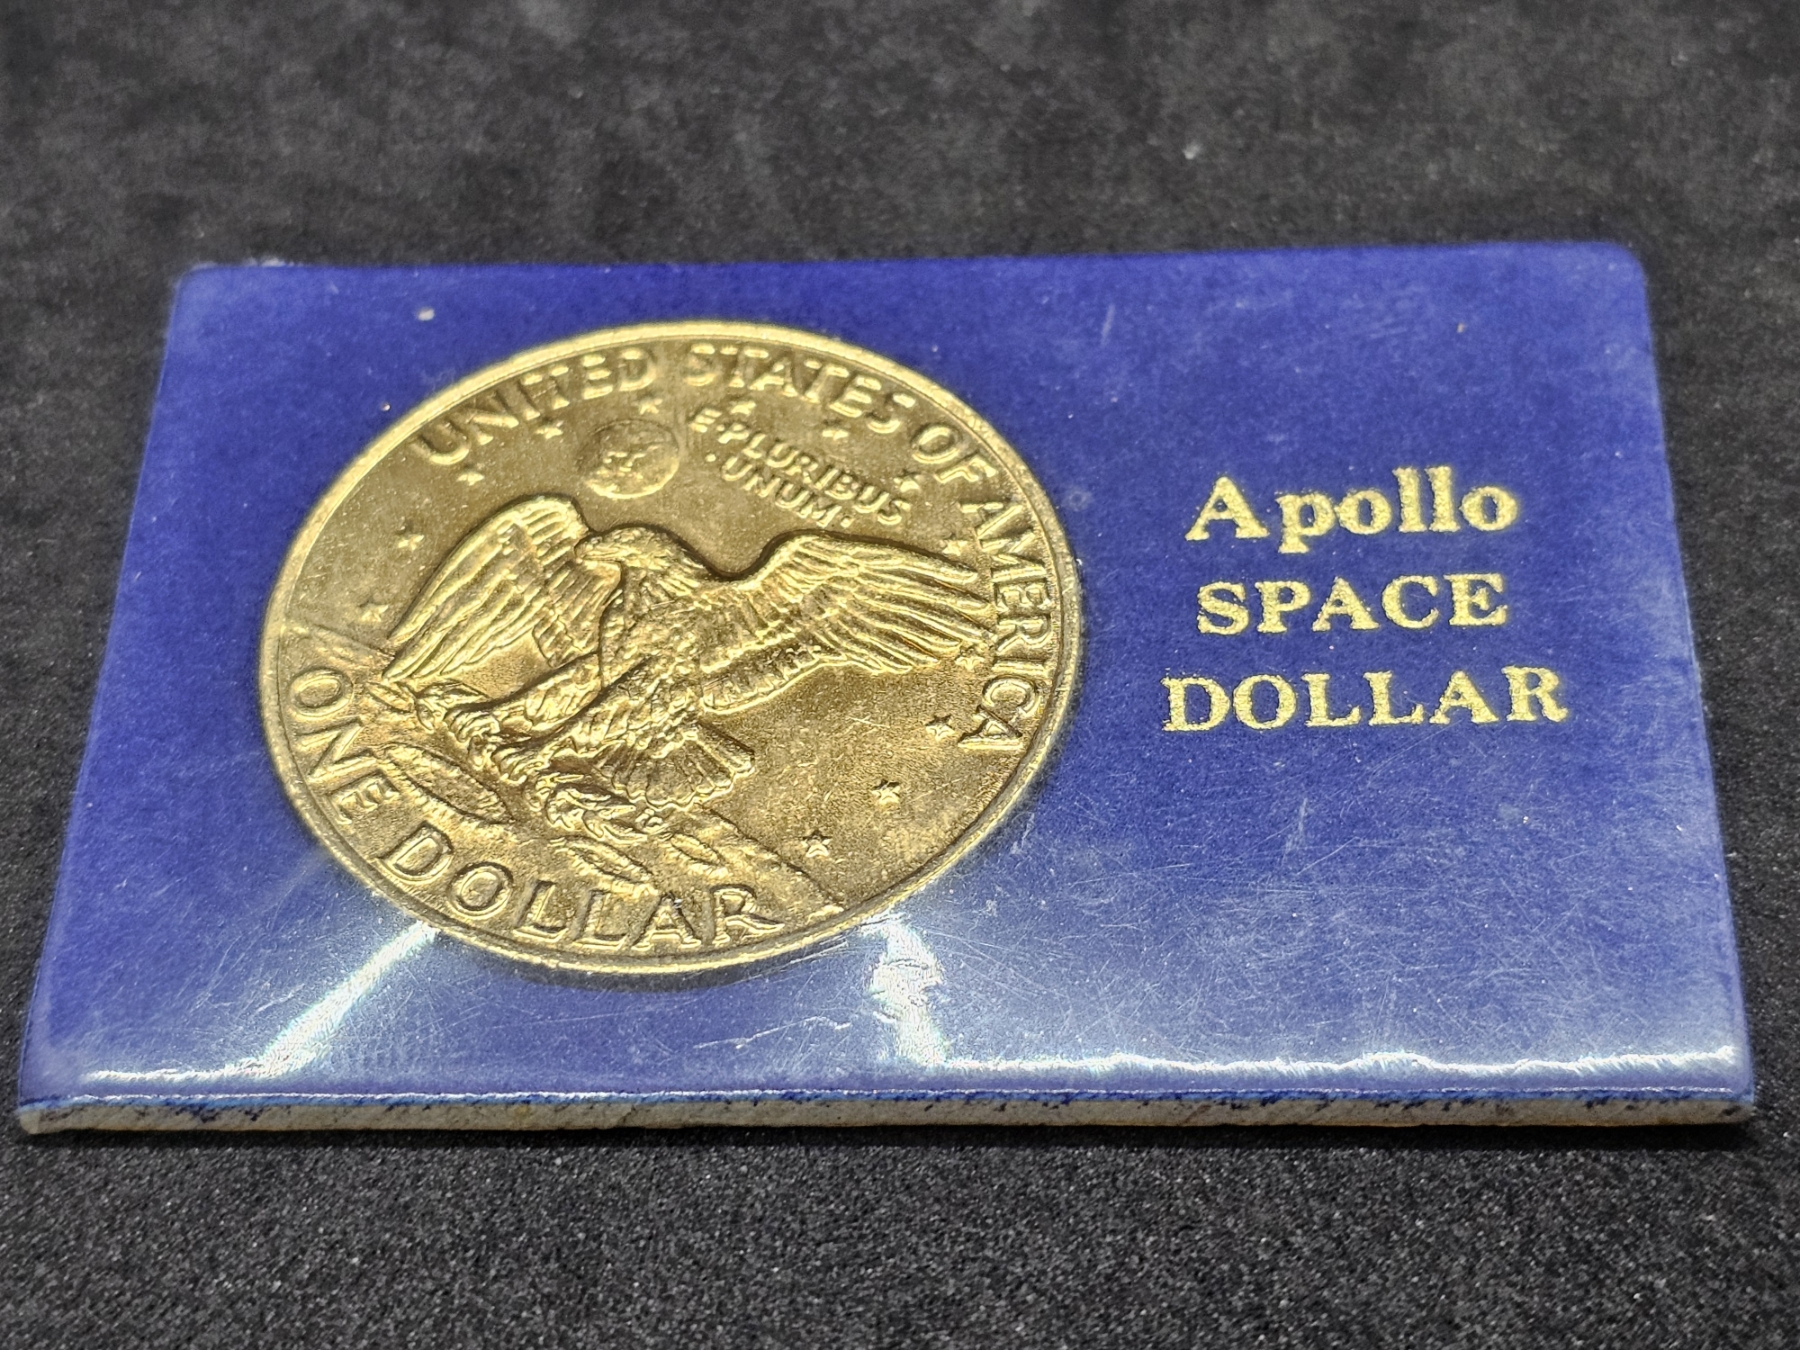 UNITED STATES OF AMERICA
E·PLURIBUS
·UNUM·
ONE DOLLAR
Apollo
SPACE
DOLLAR